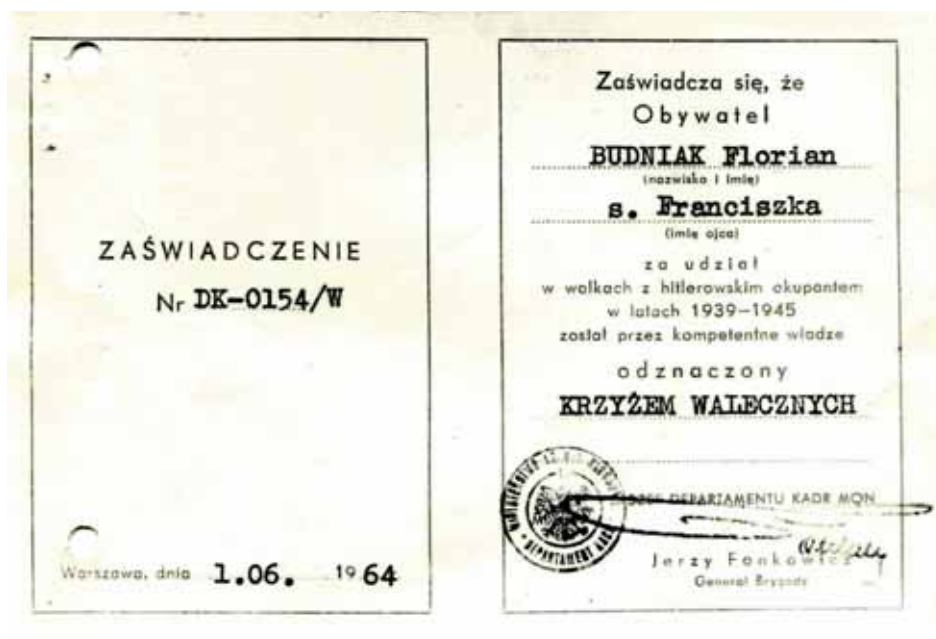 ZAŚWIADCZENIE
Nr DK-0154/W
Warszawa, dnia 1.06. 1964
Zaświadcza się, że
Obywatel
BUDNIAK Florian
(nazwisko i imię)
s. Franciszka
(imię ojca)
za udział
w walkach z hitlerowskim okupantem
w latach 1939–1945
został przez kompetentne władze
odznaczony
KRZYŻEM WALECZNYCH
SZEF DEPARTAMENTU KADR MON
Jerzy Fonkowicz
Generał Brygady
DEPARTAMENT KADR